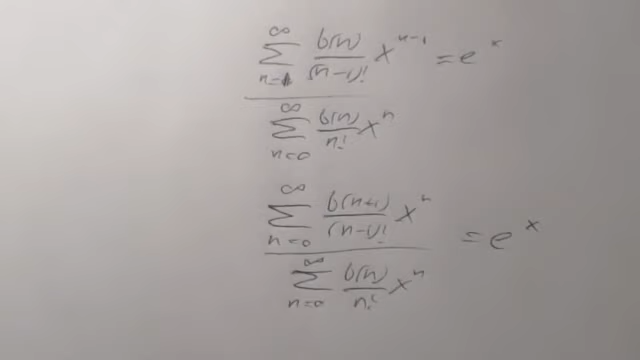 ∞ b(n) x^{n-1}
∑ ――― = e^x
n=1 (n-1)!
―――――――
∞ b(n) x^n
∑ ―――
n=0 n!
∞ b(n+1) x^n
∑ ――― = e^x
n=0 (n-1)!
―――――――
∞ b(n) x^n
∑ ―――
n=0 n!